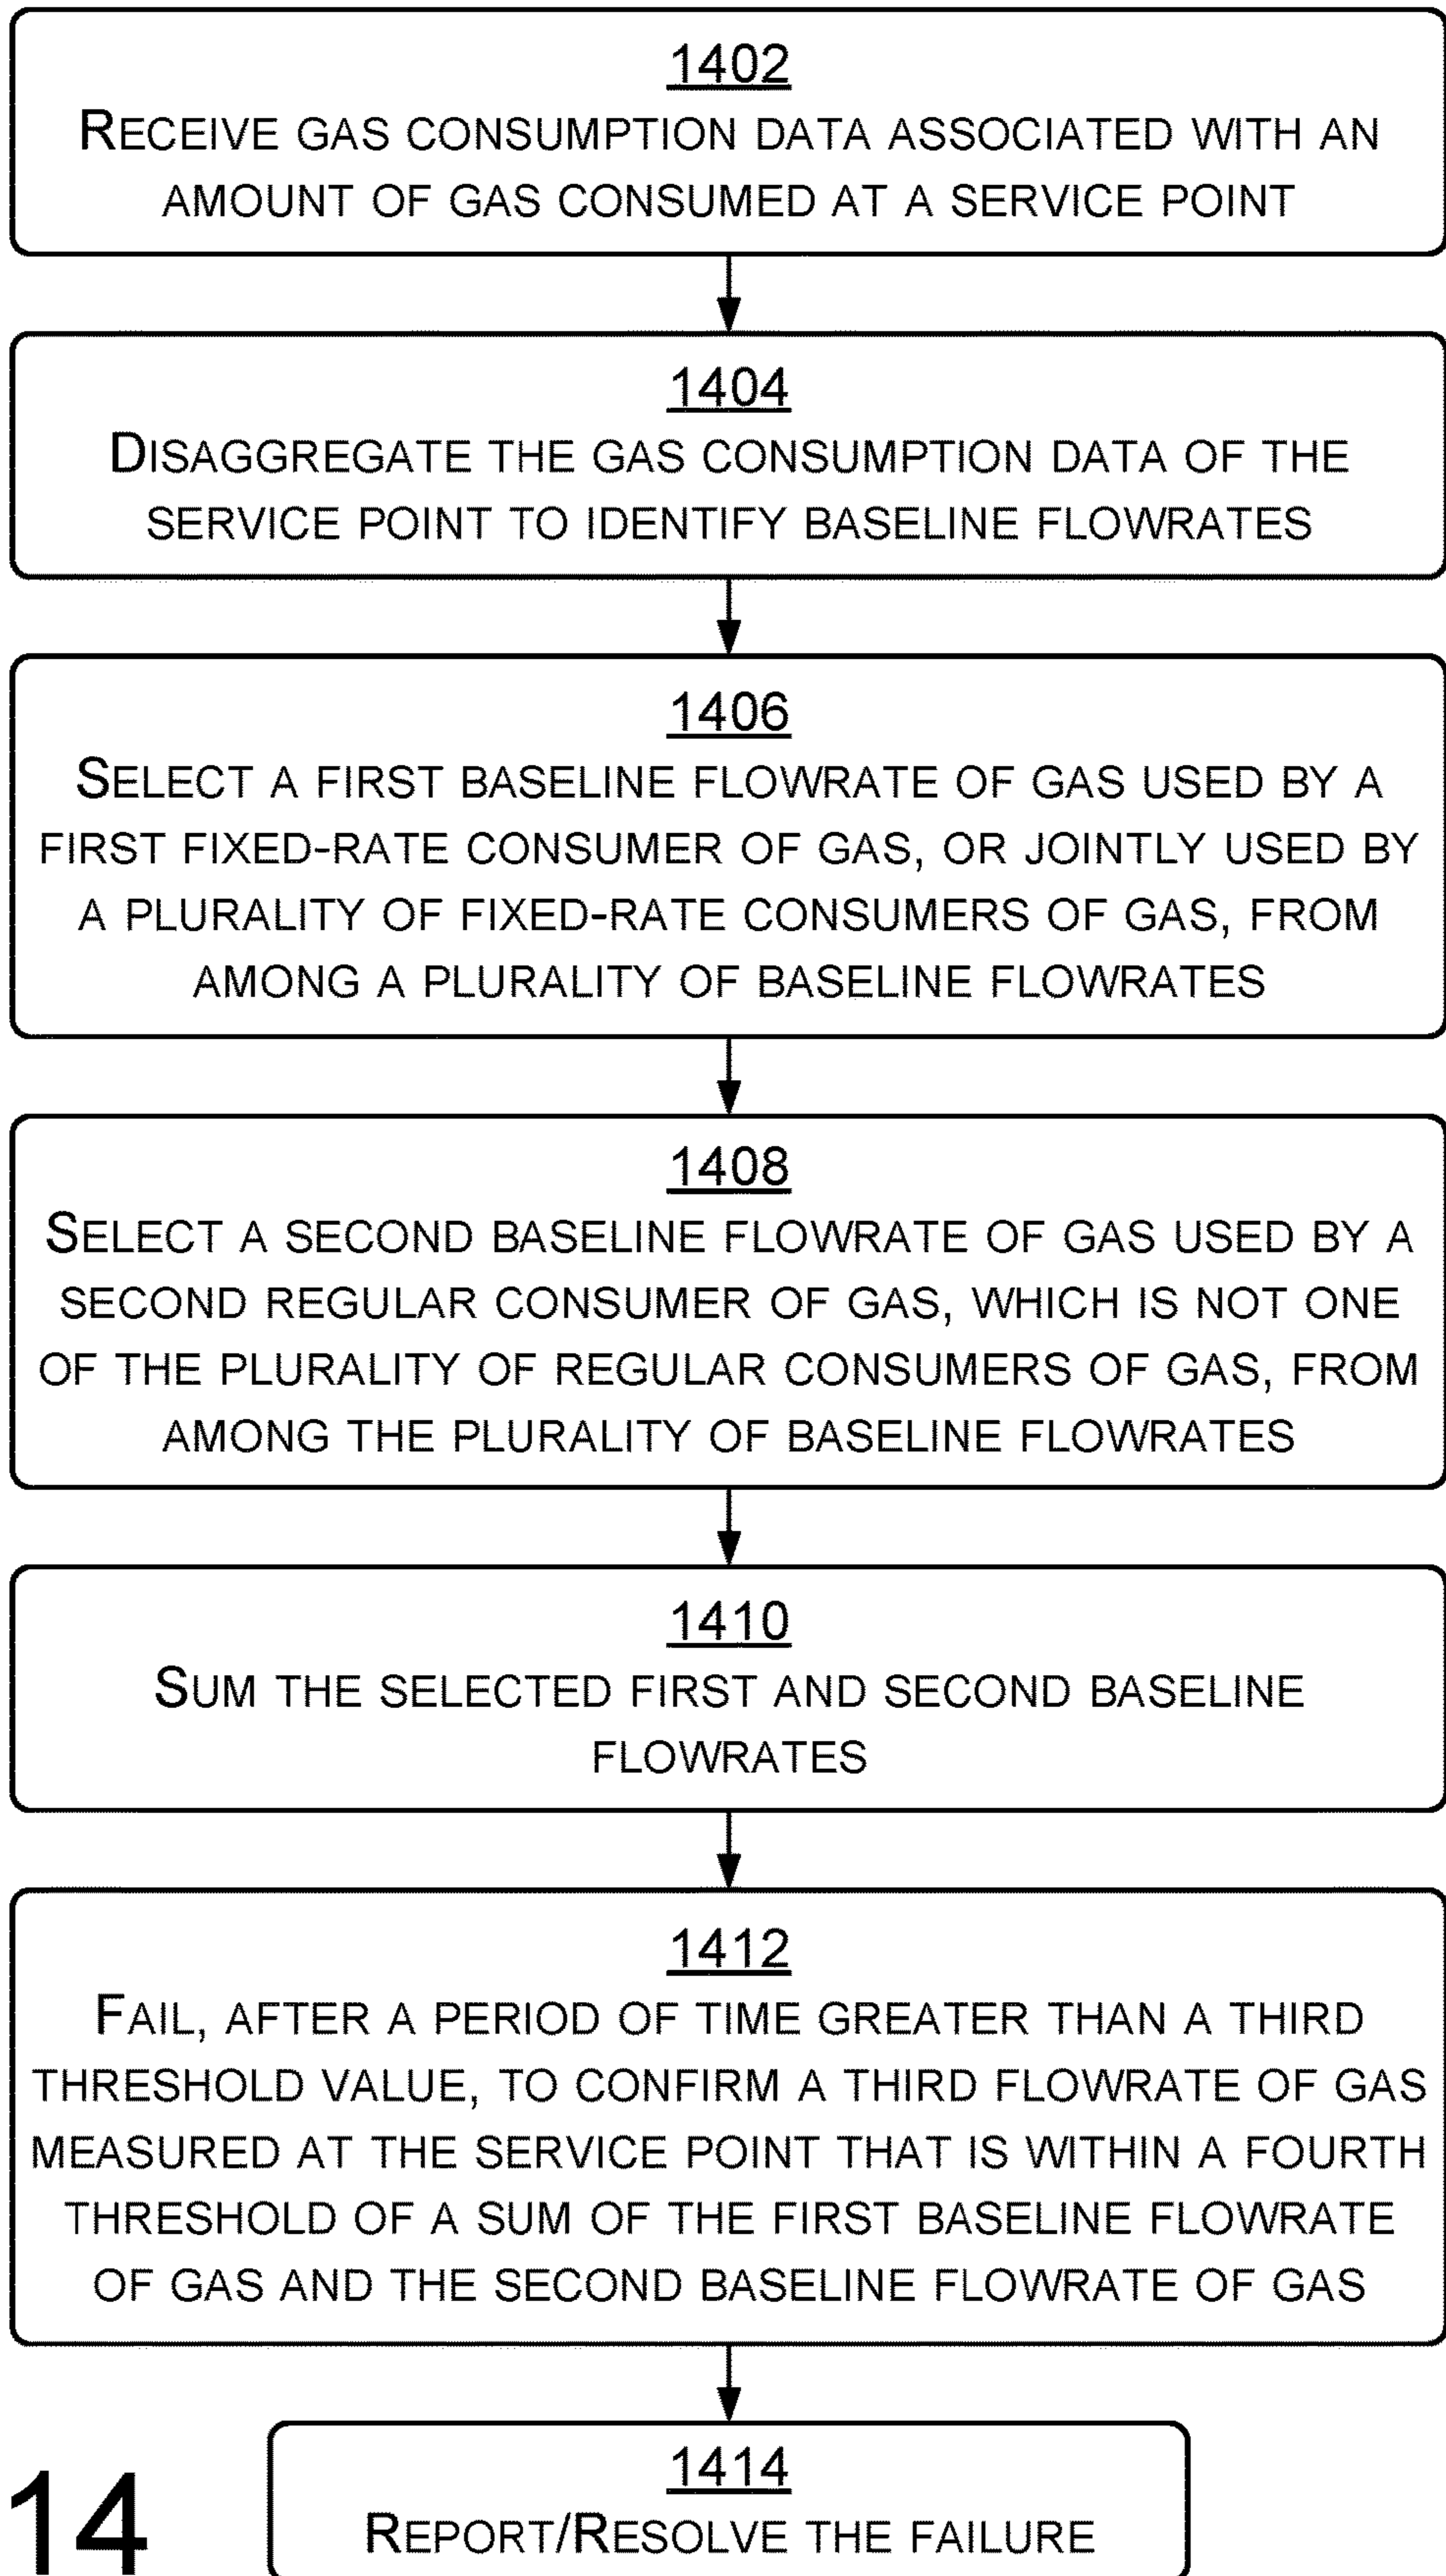 1402
RECEIVE GAS CONSUMPTION DATA ASSOCIATED WITH AN
AMOUNT OF GAS CONSUMED AT A SERVICE POINT
1404
DISAGGREGATE THE GAS CONSUMPTION DATA OF THE
SERVICE POINT TO IDENTIFY BASELINE FLOWRATES
1406
SELECT A FIRST BASELINE FLOWRATE OF GAS USED BY A
FIRST FIXED-RATE CONSUMER OF GAS, OR JOINTLY USED BY
A PLURALITY OF FIXED-RATE CONSUMERS OF GAS, FROM
AMONG A PLURALITY OF BASELINE FLOWRATES
1408
SELECT A SECOND BASELINE FLOWRATE OF GAS USED BY A
SECOND REGULAR CONSUMER OF GAS, WHICH IS NOT ONE
OF THE PLURALITY OF REGULAR CONSUMERS OF GAS, FROM
AMONG THE PLURALITY OF BASELINE FLOWRATES
1410
SUM THE SELECTED FIRST AND SECOND BASELINE
FLOWRATES
1412
FAIL, AFTER A PERIOD OF TIME GREATER THAN A THIRD
THRESHOLD VALUE, TO CONFIRM A THIRD FLOWRATE OF GAS
MEASURED AT THE SERVICE POINT THAT IS WITHIN A FOURTH
THRESHOLD OF A SUM OF THE FIRST BASELINE FLOWRATE
OF GAS AND THE SECOND BASELINE FLOWRATE OF GAS
1414
REPORT/RESOLVE THE FAILURE
14